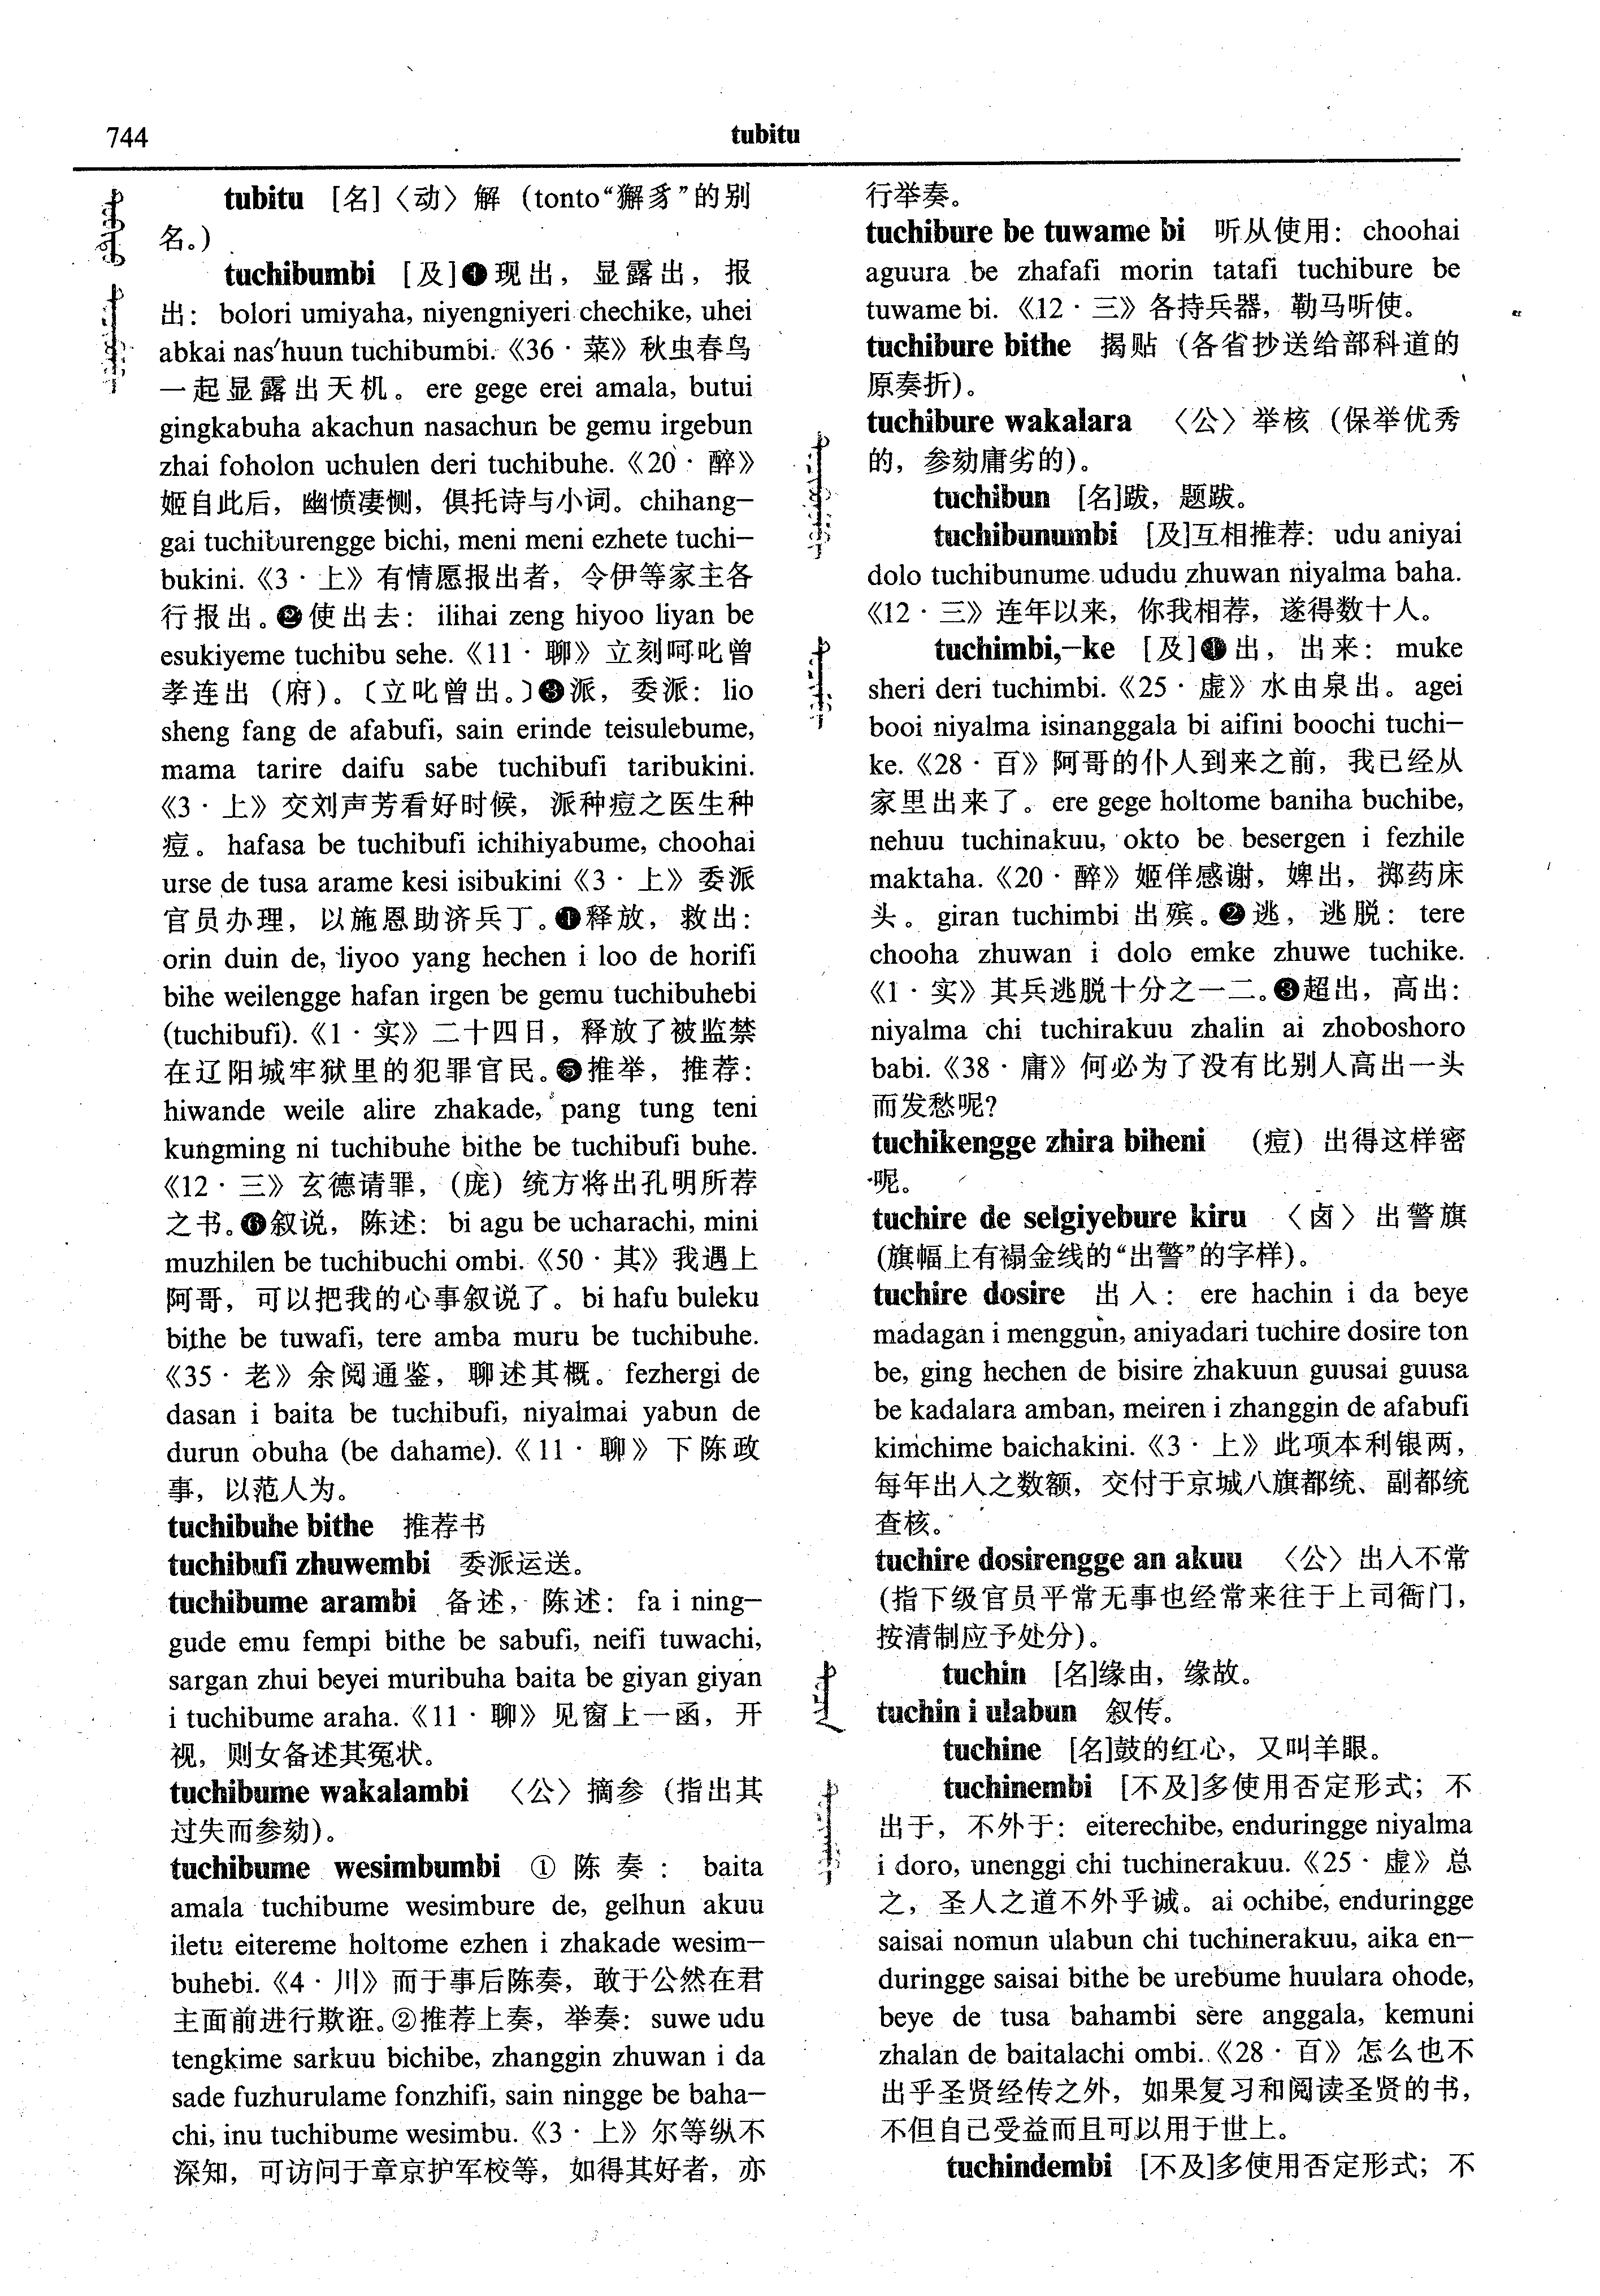 744
tubitu
tubitu [名]〈动〉解（tonto“獬豸”的别
名。）
tuchibumbi [及]❶现出，显露出，报
出：bolori umiyaha, niyengniyeri chechike, uhei
abkai nas'huun tuchibumbi.《36·菜》秋虫春鸟
一起显露出天机。ere gege erei amala, butui
gingkabuha akachun nasachun be gemu irgebun
zhai foholon uchulen deri tuchibuhe.《20·醉》
姬自此后，幽愤凄恻，俱托诗与小词。chihang-
gai tuchiburengge bichi, meni meni ezhete tuchi-
bukini.《3·上》有情愿报出者，令伊等家主各
行报出。❷使出去：ilihai zeng hiyoo liyan be
esukiyeme tuchibu sehe.《11·聊》立刻呵叱曾
孝连出（府）。〔立叱曾出。〕❸派，委派：lio
sheng fang de afabufi, sain erinde teisulebume,
mama tarire daifu sabe tuchibufi taribukini.
《3·上》交刘声芳看好时候，派种痘之医生种
痘。hafasa be tuchibufi ichihiyabume, choohai
urse de tusa arame kesi isibukini《3·上》委派
官员办理，以施恩助济兵丁。❶释放，救出：
orin duin de, liyoo yang hechen i loo de horifi
bihe weilengge hafan irgen be gemu tuchibuhebi
(tuchibufi).《1·实》二十四日，释放了被监禁
在辽阳城牢狱里的犯罪官民。❺推举，推荐：
hiwande weile alire zhakade, pang tung teni
kungming ni tuchibuhe bithe be tuchibufi buhe.
《12·三》玄德请罪，（庞）统方将出孔明所荐
之书。❻叙说，陈述：bi agu be ucharachi, mini
muzhilen be tuchibuchi ombi.《50·其》我遇上
阿哥，可以把我的心事叙说了。bi hafu buleku
bithe be tuwafi, tere amba muru be tuchibuhe.
《35·老》余阅通鉴，聊述其概。fezhergi de
dasan i baita be tuchibufi, niyalmai yabun de
durun obuha (be dahame).《11·聊》下陈政
事，以范人为。
tuchibuhe bithe 推荐书
tuchibufi zhuwembi 委派运送。
tuchibume arambi 备述，陈述：fa i ning-
gude emu fempi bithe be sabufi, neifi tuwachi,
sargan zhui beyei muribuha baita be giyan giyan
i tuchibume araha.《11·聊》见窗上一函，开
视，则女备述其冤状。
tuchibume wakalambi 〈公〉摘参（指出其
过失而参劾）。
tuchibume wesimbumbi ①陈奏：baita
amala tuchibume wesimbure de, gelhun akuu
iletu eitereme holtome ezhen i zhakade wesim-
buhebi.《4·川》而于事后陈奏，敢于公然在君
主面前进行欺诳。②推荐上奏，举奏：suwe udu
tengkime sarkuu bichibe, zhanggin zhuwan i da
sade fuzhurulame fonzhifi, sain ningge be baha-
chi, inu tuchibume wesimbu.《3·上》尔等纵不
深知，可访问于章京护军校等，如得其好者，亦
行举奏。
tuchibure be tuwame bi 听从使用：choohai
aguura be zhafafi morin tatafi tuchibure be
tuwame bi.《12·三》各持兵器，勒马听使。
tuchibure bithe 揭贴（各省抄送给部科道的
原奏折）。
tuchibure wakalara 〈公〉举核（保举优秀
的，参劾庸劣的）。
tuchibun [名]跋，题跋。
tuchibunumbi [及]互相推荐：udu aniyai
dolo tuchibunume ududu zhuwan niyalma baha.
《12·三》连年以来，你我相荐，遂得数十人。
tuchimbi,-ke [及]❶出，出来：muke
sheri deri tuchimbi.《25·虚》水由泉出。agei
booi niyalma isinanggala bi aifini boochi tuchi-
ke.《28·百》阿哥的仆人到来之前，我已经从
家里出来了。ere gege holtome baniha buchibe,
nehuu tuchinakuu, okto be besergen i fezhile
maktaha.《20·醉》姬佯感谢，婢出，掷药床
头。giran tuchimbi 出殡。❷逃，逃脱：tere
chooha zhuwan i dolo emke zhuwe tuchike.
《1·实》其兵逃脱十分之一二。❸超出，高出：
niyalma chi tuchirakuu zhalin ai zhoboshoro
babi.《38·庸》何必为了没有比别人高出一头
而发愁呢？
tuchikengge zhira biheni （痘）出得这样密
呢。
tuchire de selgiyebure kiru 〈卤〉出警旗
（旗幅上有禢金线的“出警”的字样）。
tuchire dosire 出人：ere hachin i da beye
madagan i menggun, aniyadari tuchire dosire ton
be, ging hechen de bisire zhakuun guusai guusa
be kadalara amban, meiren i zhanggin de afabufi
kimchime baichakini.《3·上》此项本利银两，
每年出人之数额，交付于京城八旗都统、副都统
查核。
tuchire dosirengge an akuu 〈公〉出人不常
（指下级官员平常无事也经常来往于上司衙门，
按清制应予处分）。
tuchin [名]缘由，缘故。
tuchin i ulabun 叙传。
tuchine [名]鼓的红心，又叫羊眼。
tuchinembi [不及]多使用否定形式；不
出于，不外于：eiterechibe, enduringge niyalma
i doro, unenggi chi tuchinerakuu.《25·虚》总
之，圣人之道不外乎诚。ai ochibe, enduringge
saisai nomun ulabun chi tuchinerakuu, aika en-
duringge saisai bithe be urebume huulara ohode,
beye de tusa bahambi sere anggala, kemuni
zhalan de baitalachi ombi.《28·百》怎么也不
出乎圣贤经传之外，如果复习和阅读圣贤的书，
不但自己受益而且可以用于世上。
tuchindembi [不及]多使用否定形式；不